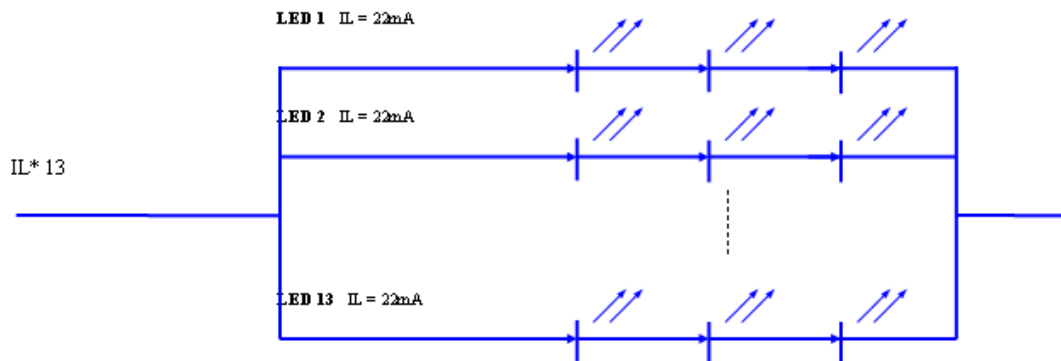 LED 1 IL = 22mA
LED 2 IL = 22mA
IL* 13
LED 13 IL = 22mA